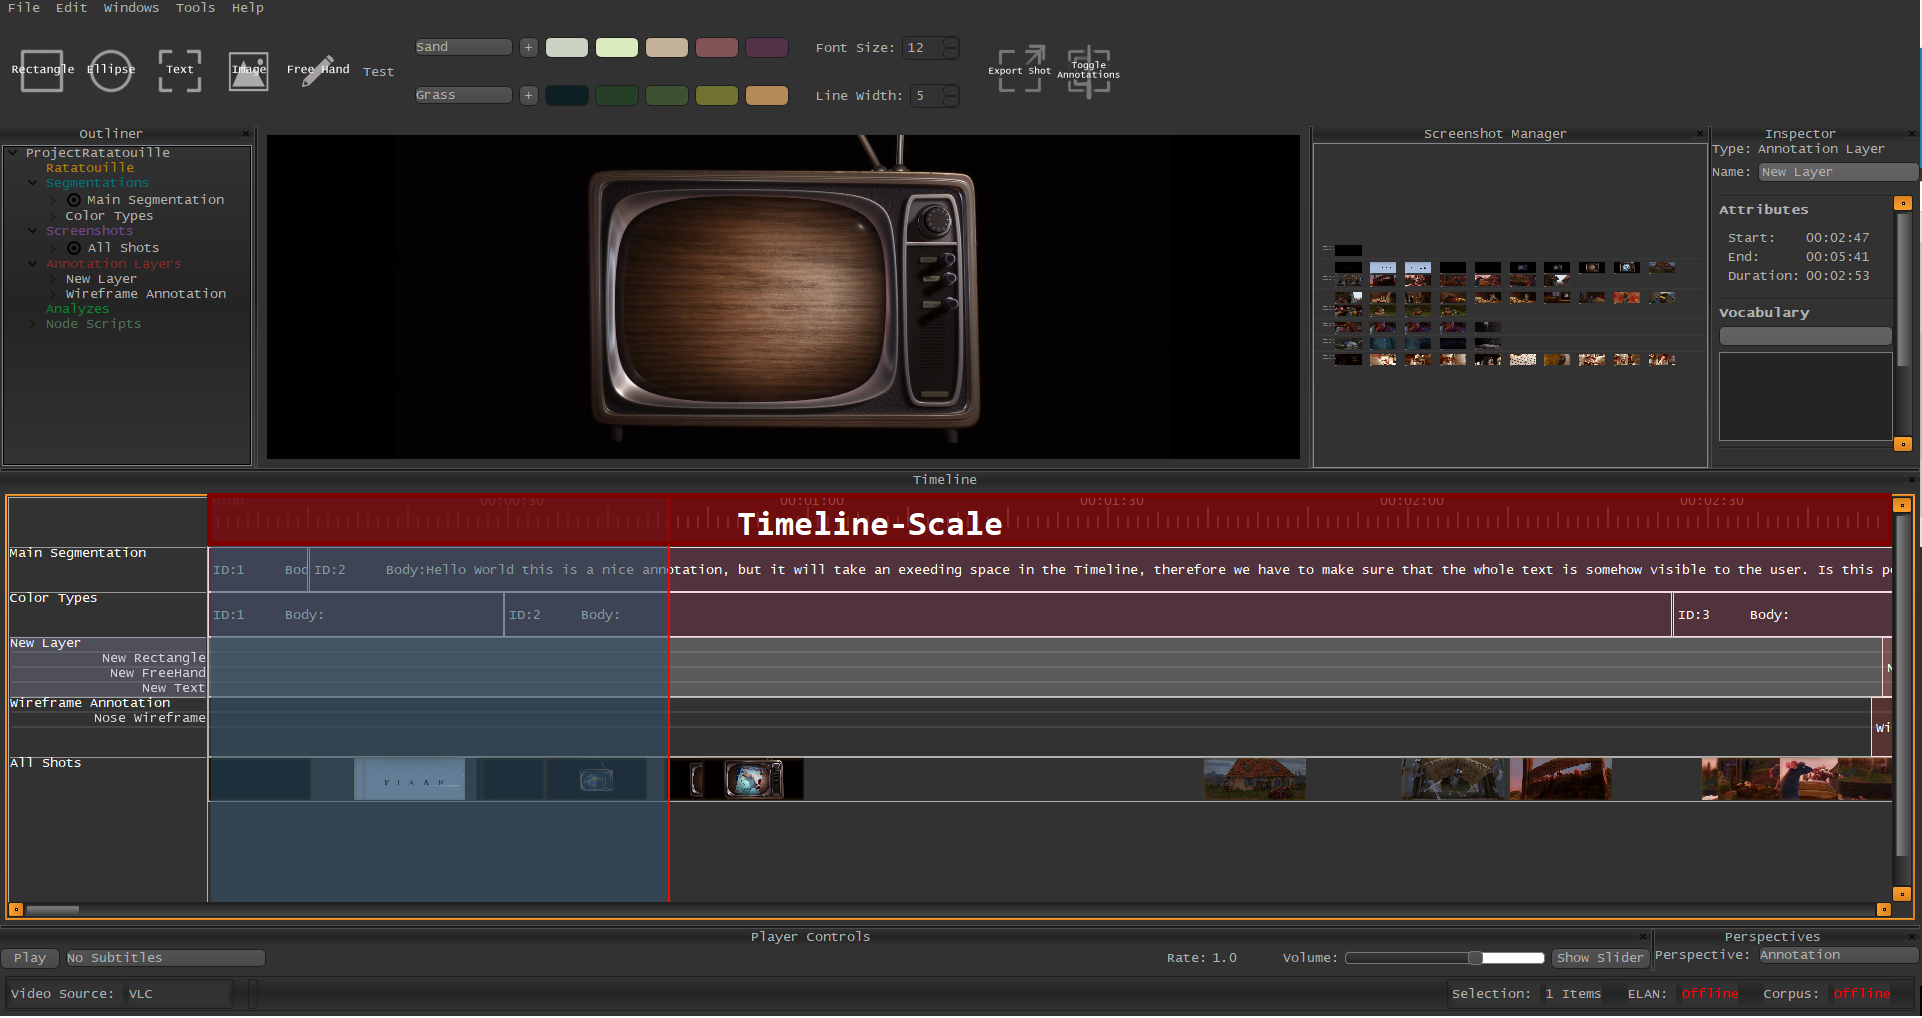 File Edit Windows Tools Help
Rectangle Ellipse Text Image Free Hand Test
Sand +
Grass +
Font Size: 12
Line Width: 5
Export Shot
Toggle
Annotations
Outliner
ProjectRatatouille
Ratatouille
Segmentations
Main Segmentation
Color Types
Screenshots
All Shots
Annotation Layers
New Layer
Wireframe Annotation
Analyzes
Node Scripts
Screenshot Manager
Inspector
Type: Annotation Layer
Name: New Layer
Attributes
Start: 00:02:47
End: 00:05:41
Duration: 00:02:53
Vocabulary
Timeline
0:00 00:00:30 00:01:00 00:01:30 00:02:00 00:02:30
Timeline-Scale
Main Segmentation
ID:1 Bod ID:2 Body:Hello World this is a nice annotation, but it will take an exeeding space in the Timeline, therefore we have to make sure that the whole text is somehow visible to the user. Is this p
Color Types
ID:1 Body: ID:2 Body: ID:3 Body:
New Layer
New Rectangle
New FreeHand
New Text
Wireframe Annotation
Nose Wireframe
Wi
All Shots
PIXAR
Player Controls
Play No Subtitles
Rate: 1.0 Volume: Show Slider
Perspectives
Perspective: Annotation
Video Source: VLC
Selection: 1 Items ELAN: Offline Corpus: Offline